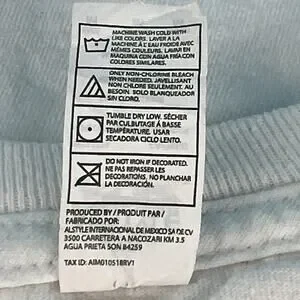 MACHINE WASH COLD WITH
LIKE COLORS. LAVER A LA
MACHINE A L'EAU FROIDE AVEC
MÊMES COULEURS. LAVAR EN
MAQUINA CON AGUA FRÍA CON
COLORES SIMILARES.
ONLY NON-CHLORINE BLEACH
WHEN NEEDED. JAVELLISANT
NON CHLORE SEULEMENT. AU
BESOIN. SOLO BLANQUEADOR
SIN CLORO.
TUMBLE DRY LOW. SÉCHER
PAR CULBUTAGE À BASSE
TEMPÉRATURE. USAR
SECADORA CICLO LENTO.
DO NOT IRON IF DECORATED.
NE PAS REPASSER LES
DÉCORATIONS. NO PLANCHAR
LA DECORACIÓN.
PRODUCED BY / PRODUIT PAR /
FABRICADO POR:
ALSTYLE INTERNACIONAL DE MEXICO SA DE CV
3500 CARRETERA A NACOZARI KM 3.5
AGUA PRIETA SON 84259
TAX ID: AIM010518RV1